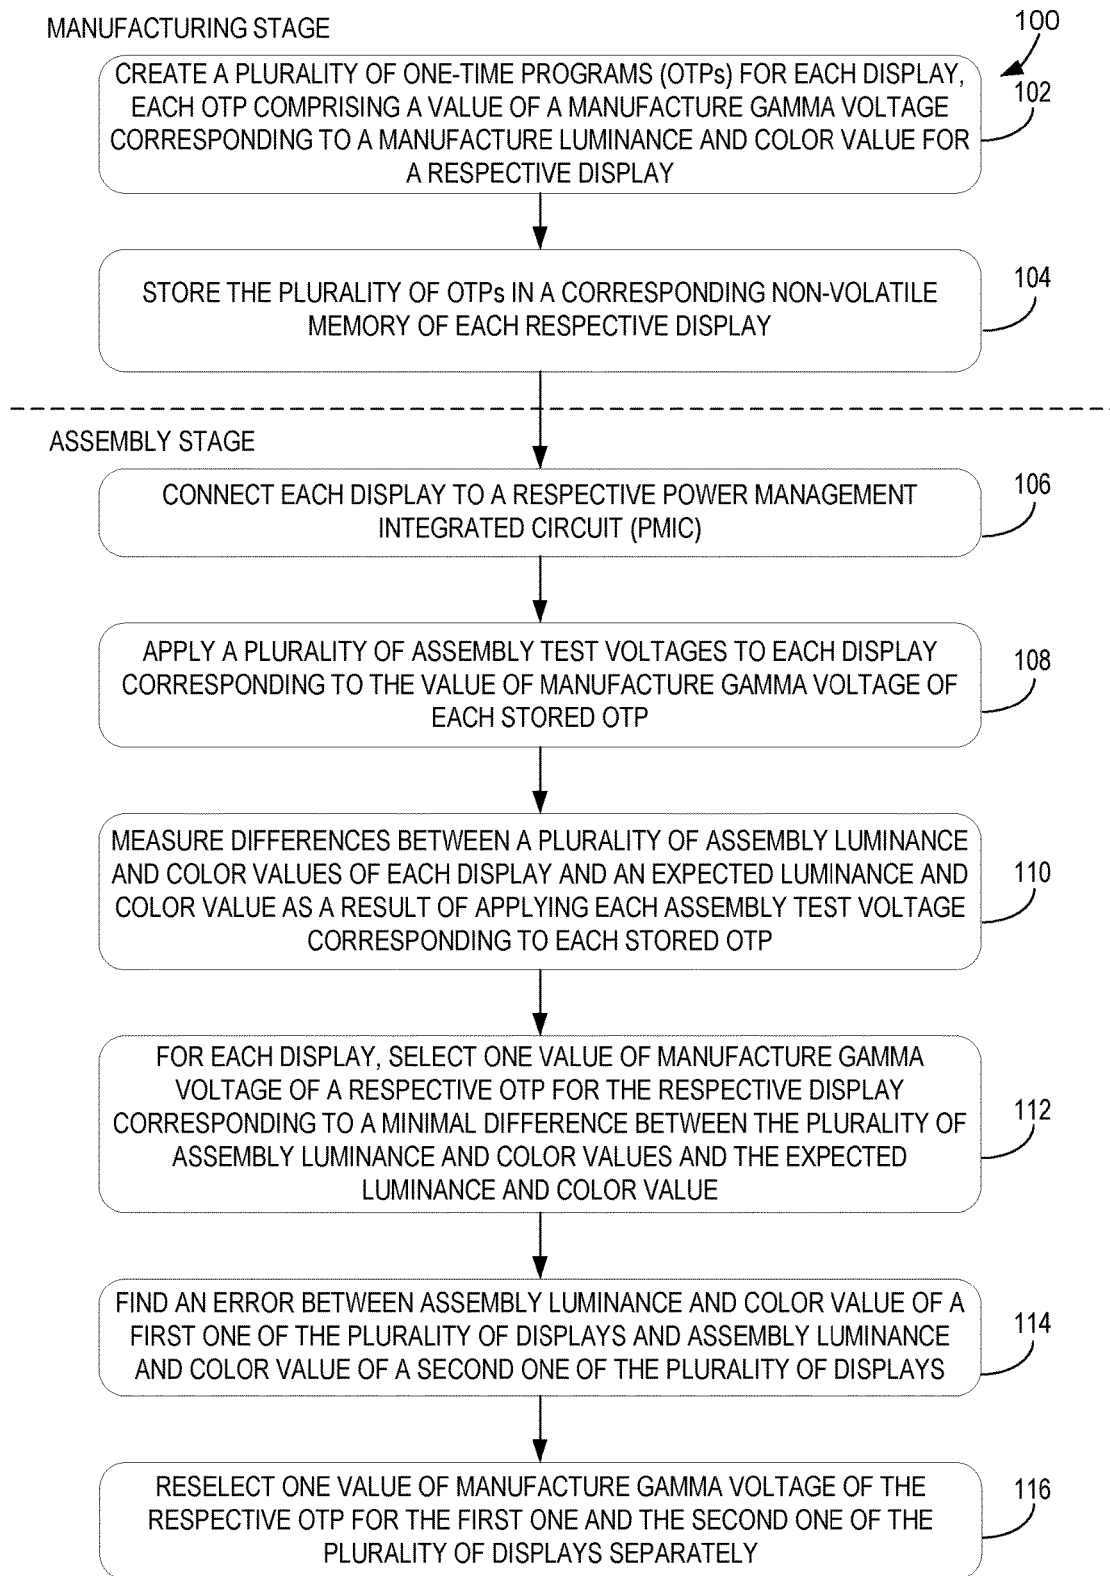 MANUFACTURING STAGE
100
CREATE A PLURALITY OF ONE-TIME PROGRAMS (OTPs) FOR EACH DISPLAY,
EACH OTP COMPRISING A VALUE OF A MANUFACTURE GAMMA VOLTAGE
CORRESPONDING TO A MANUFACTURE LUMINANCE AND COLOR VALUE FOR
A RESPECTIVE DISPLAY
102
STORE THE PLURALITY OF OTPs IN A CORRESPONDING NON-VOLATILE
MEMORY OF EACH RESPECTIVE DISPLAY
104
ASSEMBLY STAGE
CONNECT EACH DISPLAY TO A RESPECTIVE POWER MANAGEMENT
INTEGRATED CIRCUIT (PMIC)
106
APPLY A PLURALITY OF ASSEMBLY TEST VOLTAGES TO EACH DISPLAY
CORRESPONDING TO THE VALUE OF MANUFACTURE GAMMA VOLTAGE OF
EACH STORED OTP
108
MEASURE DIFFERENCES BETWEEN A PLURALITY OF ASSEMBLY LUMINANCE
AND COLOR VALUES OF EACH DISPLAY AND AN EXPECTED LUMINANCE AND
COLOR VALUE AS A RESULT OF APPLYING EACH ASSEMBLY TEST VOLTAGE
CORRESPONDING TO EACH STORED OTP
110
FOR EACH DISPLAY, SELECT ONE VALUE OF MANUFACTURE GAMMA
VOLTAGE OF A RESPECTIVE OTP FOR THE RESPECTIVE DISPLAY
CORRESPONDING TO A MINIMAL DIFFERENCE BETWEEN THE PLURALITY OF
ASSEMBLY LUMINANCE AND COLOR VALUES AND THE EXPECTED
LUMINANCE AND COLOR VALUE
112
FIND AN ERROR BETWEEN ASSEMBLY LUMINANCE AND COLOR VALUE OF A
FIRST ONE OF THE PLURALITY OF DISPLAYS AND ASSEMBLY LUMINANCE
AND COLOR VALUE OF A SECOND ONE OF THE PLURALITY OF DISPLAYS
114
RESELECT ONE VALUE OF MANUFACTURE GAMMA VOLTAGE OF THE
RESPECTIVE OTP FOR THE FIRST ONE AND THE SECOND ONE OF THE
PLURALITY OF DISPLAYS SEPARATELY
116